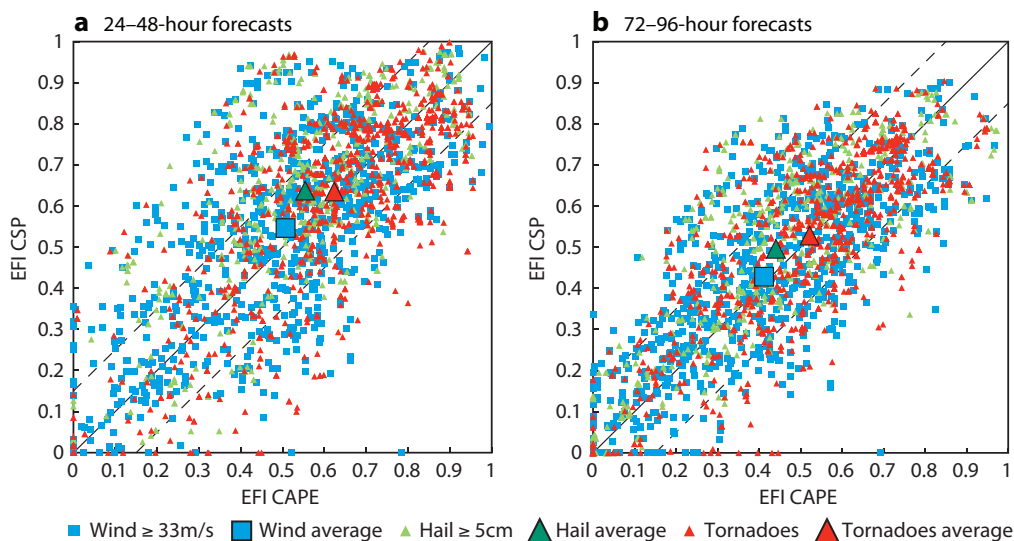 a 24–48-hour forecasts
b 72–96-hour forecasts
1
0.9
0.8
0.7
0.6
0.5
0.4
0.3
0.2
0.1
0
EFI CSP
0 0.1 0.2 0.3 0.4 0.5 0.6 0.7 0.8 0.9 1
EFI CAPE
1
0.9
0.8
0.7
0.6
0.5
0.4
0.3
0.2
0.1
0
EFI CSP
0 0.1 0.2 0.3 0.4 0.5 0.6 0.7 0.8 0.9 1
EFI CAPE
Wind ≥ 33m/s Wind average Hail ≥ 5cm Hail average Tornadoes Tornadoes average